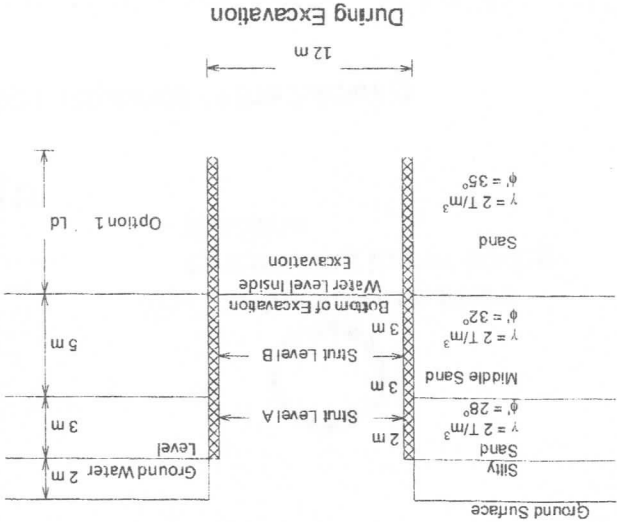 Ground Surface
Silty
Sand
γ = 2 T/m³
φ' = 28°
Middle Sand
γ = 2 T/m³
φ' = 32°
Sand
γ = 2 T/m³
φ' = 35°
2 m
Strut Level A
3 m
Strut Level B
3 m
Bottom of Excavation
Water Level Inside
Excavation
Ground Water
Level
2 m
3 m
5 m
Option 1 Ld
12 m
During Excavation